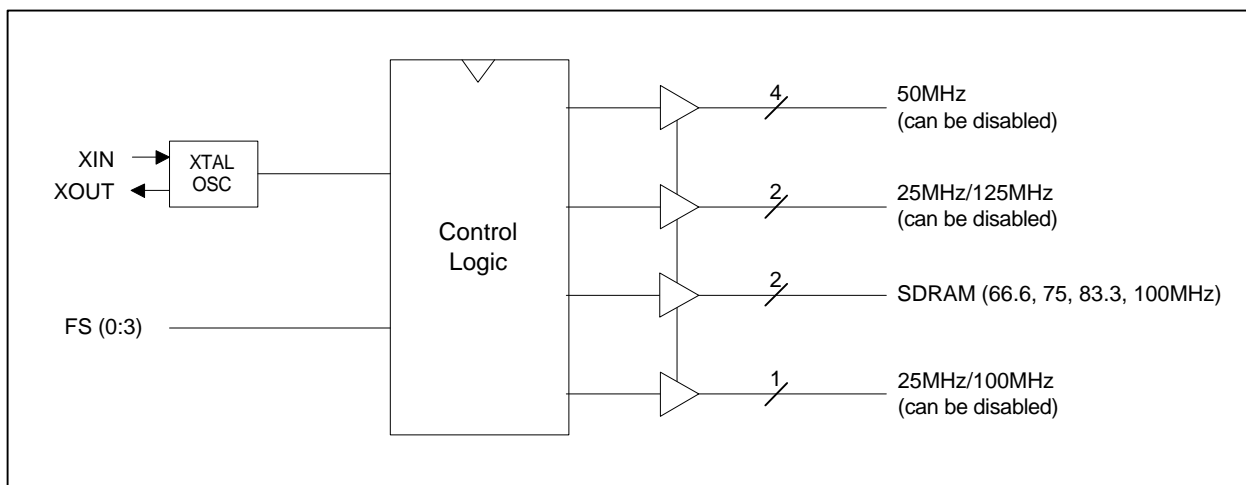 XIN
XOUT
XTAL
OSC
FS (0:3)
Control
Logic
4
50MHz
(can be disabled)
2
25MHz/125MHz
(can be disabled)
2
SDRAM (66.6, 75, 83.3, 100MHz)
1
25MHz/100MHz
(can be disabled)